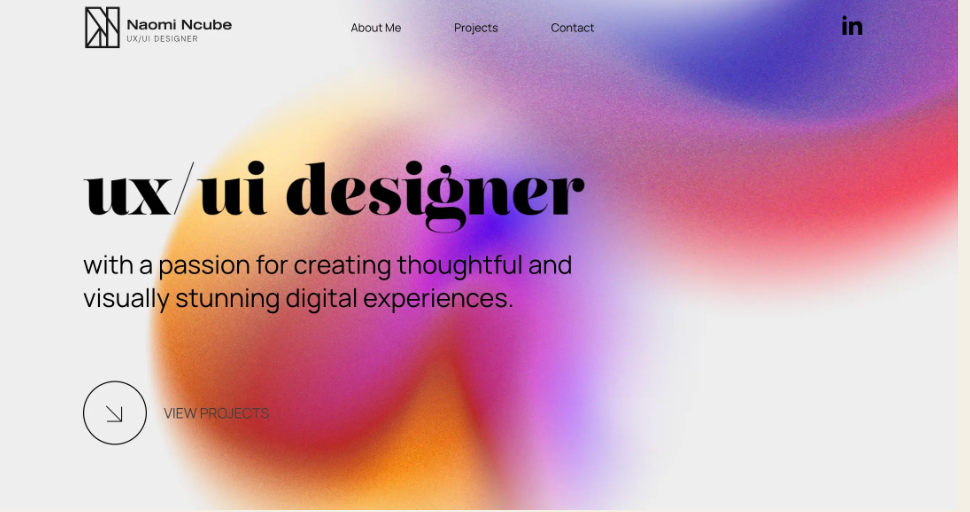 Naomi Ncube
UX/UI DESIGNER
About Me
Projects
Contact
in
ux/ui designer
with a passion for creating thoughtful and
visually stunning digital experiences.
VIEW PROJECTS